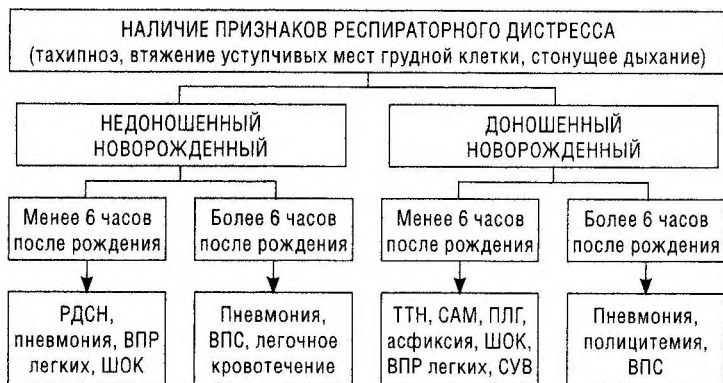 НАЛИЧИЕ ПРИЗНАКОВ РЕСПИРАТОРНОГО ДИСТРЕССА
(тахипноэ, втяжение уступчивых мест грудной клетки, стонущее дыхание)
НЕДОНОШЕННЫЙ
НОВОРОЖДЕННЫЙ
ДОНОШЕННЫЙ
НОВОРОЖДЕННЫЙ
Менее 6 часов
после рождения
Более 6 часов
после рождения
Менее 6 часов
после рождения
Более 6 часов
после рождения
РДСН,
пневмония, ВПР
легких, ШОК
Пневмония,
ВПС, легочное
кровотечение
ТТН, САМ, ПЛГ,
асфиксия, ШОК,
ВПР легких, СУВ
Пневмония,
полицитемия,
ВПС